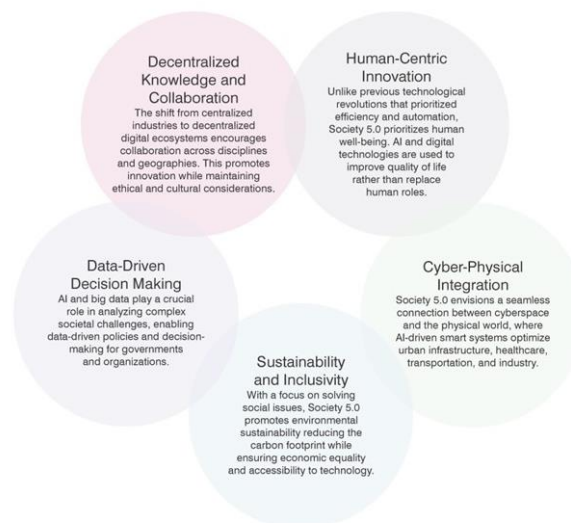 Decentralized
Knowledge and
Collaboration
The shift from centralized
industries to decentralized
digital ecosystems encourages
collaboration across disciplines
and geographies. This promotes
innovation while maintaining
ethical and cultural considerations.
Human-Centric
Innovation
Unlike previous technological
revolutions that prioritized
efficiency and automation,
Society 5.0 prioritizes human
well-being. AI and digital
technologies are used to
improve quality of life
rather than replace
human roles.
Data-Driven
Decision Making
AI and big data play a crucial
role in analyzing complex
societal challenges, enabling
data-driven policies and decision-
making for governments
and organizations.
Cyber-Physical
Integration
Society 5.0 envisions a seamless
connection between cyberspace
and the physical world, where
AI-driven smart systems optimize
urban infrastructure, healthcare,
transportation, and industry.
Sustainability
and Inclusivity
With a focus on solving
social issues, Society 5.0
promotes environmental
sustainability reducing the
carbon footprint while
ensuring economic equality
and accessibility to technology.